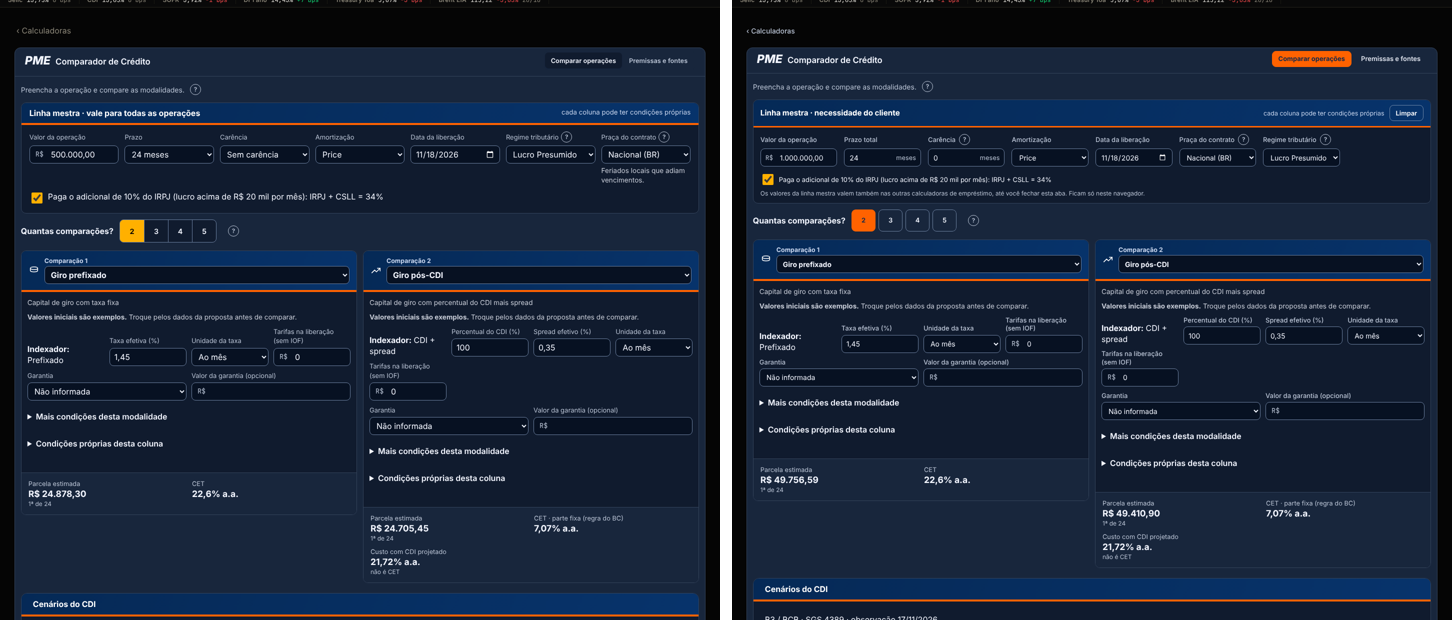 ‹ Calculadoras
PME Comparador de Crédito
Comparar operações
Premissas e fontes
Preencha a operação e compare as modalidades. ?
Linha mestra · vale para todas as operações
cada coluna pode ter condições próprias
Valor da operação
Prazo
Carência
Amortização
Data da liberação
Regime tributário ?
Praça do contrato ?
R$ 500.000,00
24 meses
Sem carência
Price
11/18/2026
Lucro Presumido
Nacional (BR)
Feriados locais que adiam
vencimentos.
Paga o adicional de 10% do IRPJ (lucro acima de R$ 20 mil por mês): IRPJ + CSLL = 34%
Quantas comparações? 2 3 4 5 ?
Comparação 1
Giro prefixado
Capital de giro com taxa fixa
Valores iniciais são exemplos. Troque pelos dados da proposta antes de comparar.
Indexador:
Prefixado
Taxa efetiva (%)
1,45
Unidade da taxa
Ao mês
Tarifas na liberação
(sem IOF)
R$ 0
Garantia
Não informada
Valor da garantia (opcional)
R$
Mais condições desta modalidade
Condições próprias desta coluna
Parcela estimada
R$ 24.878,30
1ª de 24
CET
22,6% a.a.
Comparação 2
Giro pós-CDI
Capital de giro com percentual do CDI mais spread
Valores iniciais são exemplos. Troque pelos dados da proposta antes de comparar.
Indexador: CDI +
spread
Percentual do CDI (%)
100
Spread efetivo (%)
0,35
Unidade da taxa
Ao mês
Tarifas na liberação
(sem IOF)
R$ 0
Garantia
Não informada
Valor da garantia (opcional)
R$
Mais condições desta modalidade
Condições próprias desta coluna
Parcela estimada
R$ 24.705,45
1ª de 24
CET · parte fixa (regra do BC)
7,07% a.a.
Custo com CDI projetado
21,72% a.a.
não é CET
Cenários do CDI
‹ Calculadoras
PME Comparador de Crédito
Comparar operações
Premissas e fontes
Preencha a operação e compare as modalidades. ?
Linha mestra · necessidade do cliente
cada coluna pode ter condições próprias
Limpar
Valor da operação
Prazo total
Carência ?
Amortização
Data da liberação
Praça do contrato ?
Regime tributário ?
R$ 1.000.000,00
24 meses
0 meses
Price
11/18/2026
Nacional (BR)
Lucro Presumido
Paga o adicional de 10% do IRPJ (lucro acima de R$ 20 mil por mês): IRPJ + CSLL = 34%
Os valores da linha mestra valem também nas outras calculadoras de empréstimo, até você fechar esta aba. Ficam só neste navegador.
Quantas comparações? 2 3 4 5 ?
Comparação 1
Giro prefixado
Capital de giro com taxa fixa
Valores iniciais são exemplos. Troque pelos dados da proposta antes de comparar.
Indexador:
Prefixado
Taxa efetiva (%)
1,45
Unidade da taxa
Ao mês
Tarifas na liberação
(sem IOF)
R$ 0
Garantia
Não informada
Valor da garantia (opcional)
R$
Mais condições desta modalidade
Condições próprias desta coluna
Parcela estimada
R$ 49.756,59
1ª de 24
CET
22,6% a.a.
Comparação 2
Giro pós-CDI
Capital de giro com percentual do CDI mais spread
Valores iniciais são exemplos. Troque pelos dados da proposta antes de comparar.
Indexador: CDI +
spread
Percentual do CDI (%)
100
Spread efetivo (%)
0,35
Unidade da taxa
Ao mês
Tarifas na liberação
(sem IOF)
R$ 0
Garantia
Não informada
Valor da garantia (opcional)
R$
Mais condições desta modalidade
Condições próprias desta coluna
Parcela estimada
R$ 49.410,90
1ª de 24
CET · parte fixa (regra do BC)
7,07% a.a.
Custo com CDI projetado
21,72% a.a.
não é CET
Cenários do CDI
B3 / BCB · SGS 4389 · observação 17/11/2026